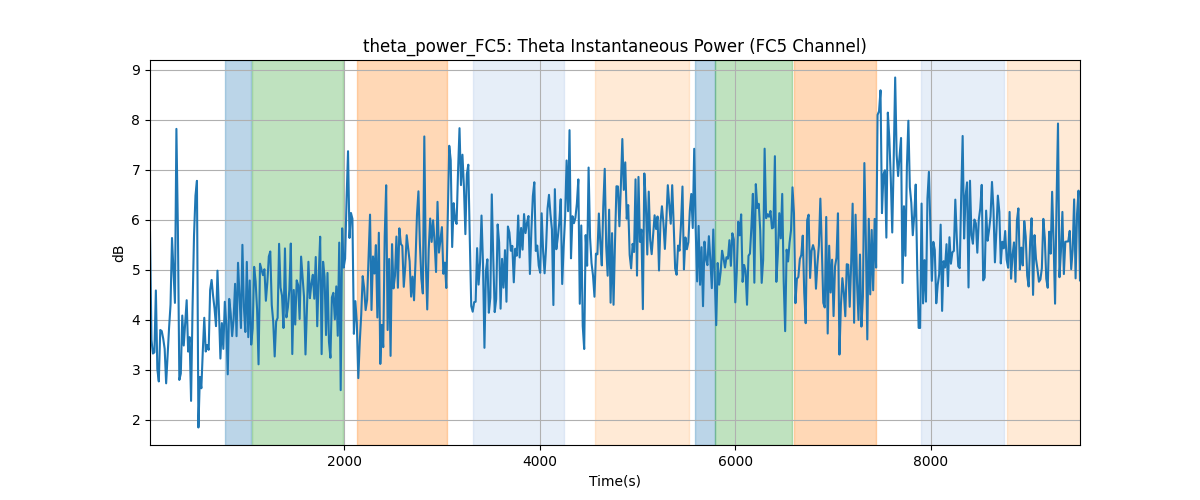 theta_power_FC5: Theta Instantaneous Power (FC5 Channel)
9
8
7
6
5
4
3
2
dB
2000 4000 6000 8000
Time(s)